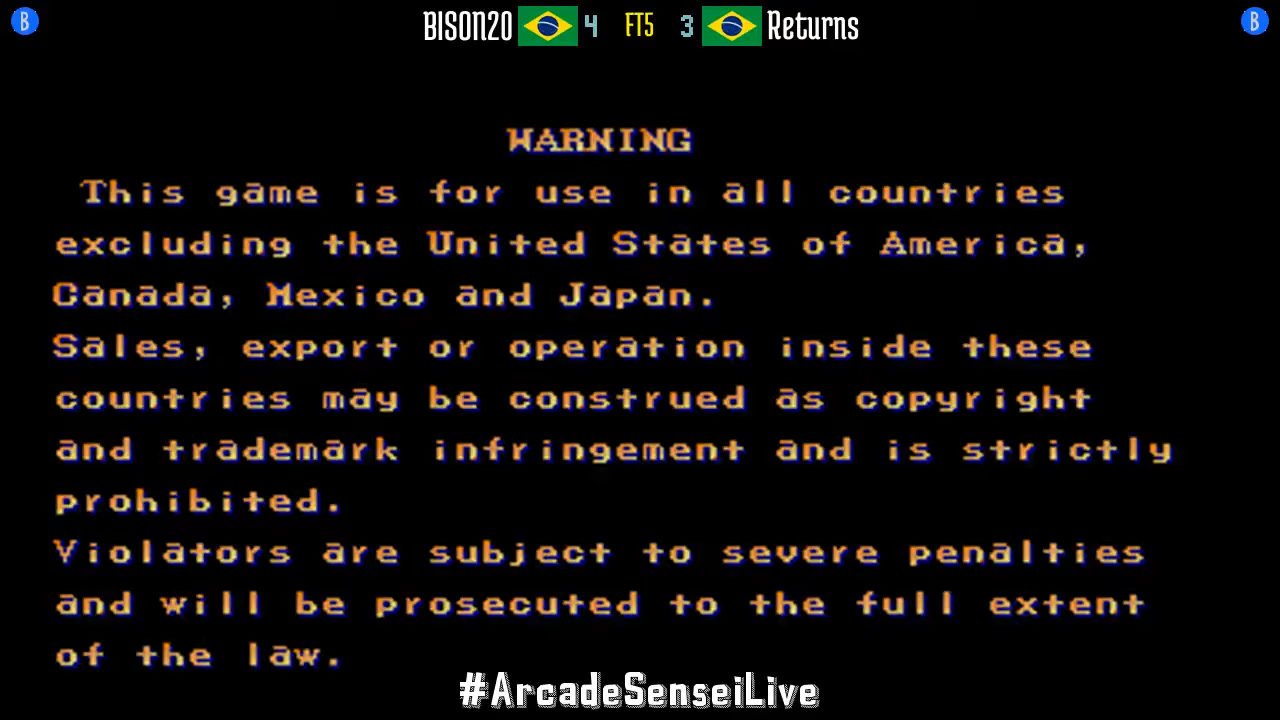 B BISON20 4 FT5 3 Returns B
WARNING
This game is for use in all countries
excluding the United States of America,
Canada, Mexico and Japan.
Sales, export or operation inside these
countries may be construed as copyright
and trademark infringement and is strictly
prohibited.
Violators are subject to severe penalties
and will be prosecuted to the full extent
of the law.
#ArcadeSenseiLive